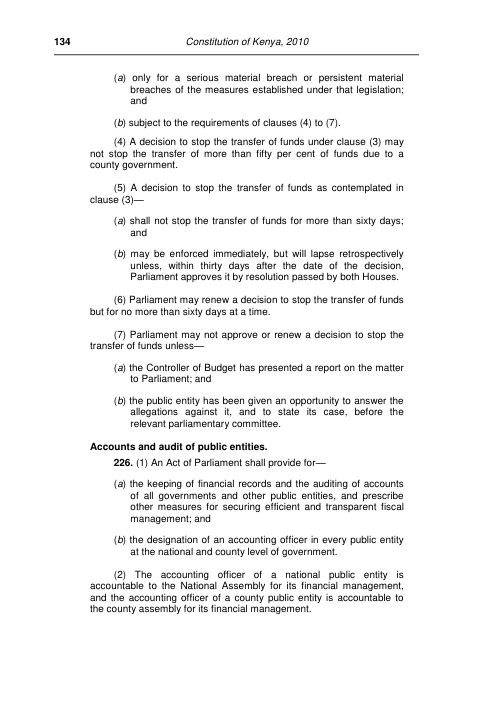 134 Constitution of Kenya, 2010
(a) only for a serious material breach or persistent material
breaches of the measures established under that legislation;
and
(b) subject to the requirements of clauses (4) to (7).
(4) A decision to stop the transfer of funds under clause (3) may
not stop the transfer of more than fifty per cent of funds due to a
county government.
(5) A decision to stop the transfer of funds as contemplated in
clause (3)—
(a) shall not stop the transfer of funds for more than sixty days;
and
(b) may be enforced immediately, but will lapse retrospectively
unless, within thirty days after the date of the decision,
Parliament approves it by resolution passed by both Houses.
(6) Parliament may renew a decision to stop the transfer of funds
but for no more than sixty days at a time.
(7) Parliament may not approve or renew a decision to stop the
transfer of funds unless—
(a) the Controller of Budget has presented a report on the matter
to Parliament; and
(b) the public entity has been given an opportunity to answer the
allegations against it, and to state its case, before the
relevant parliamentary committee.
Accounts and audit of public entities.
226. (1) An Act of Parliament shall provide for—
(a) the keeping of financial records and the auditing of accounts
of all governments and other public entities, and prescribe
other measures for securing efficient and transparent fiscal
management; and
(b) the designation of an accounting officer in every public entity
at the national and county level of government.
(2) The accounting officer of a national public entity is
accountable to the National Assembly for its financial management,
and the accounting officer of a county public entity is accountable to
the county assembly for its financial management.